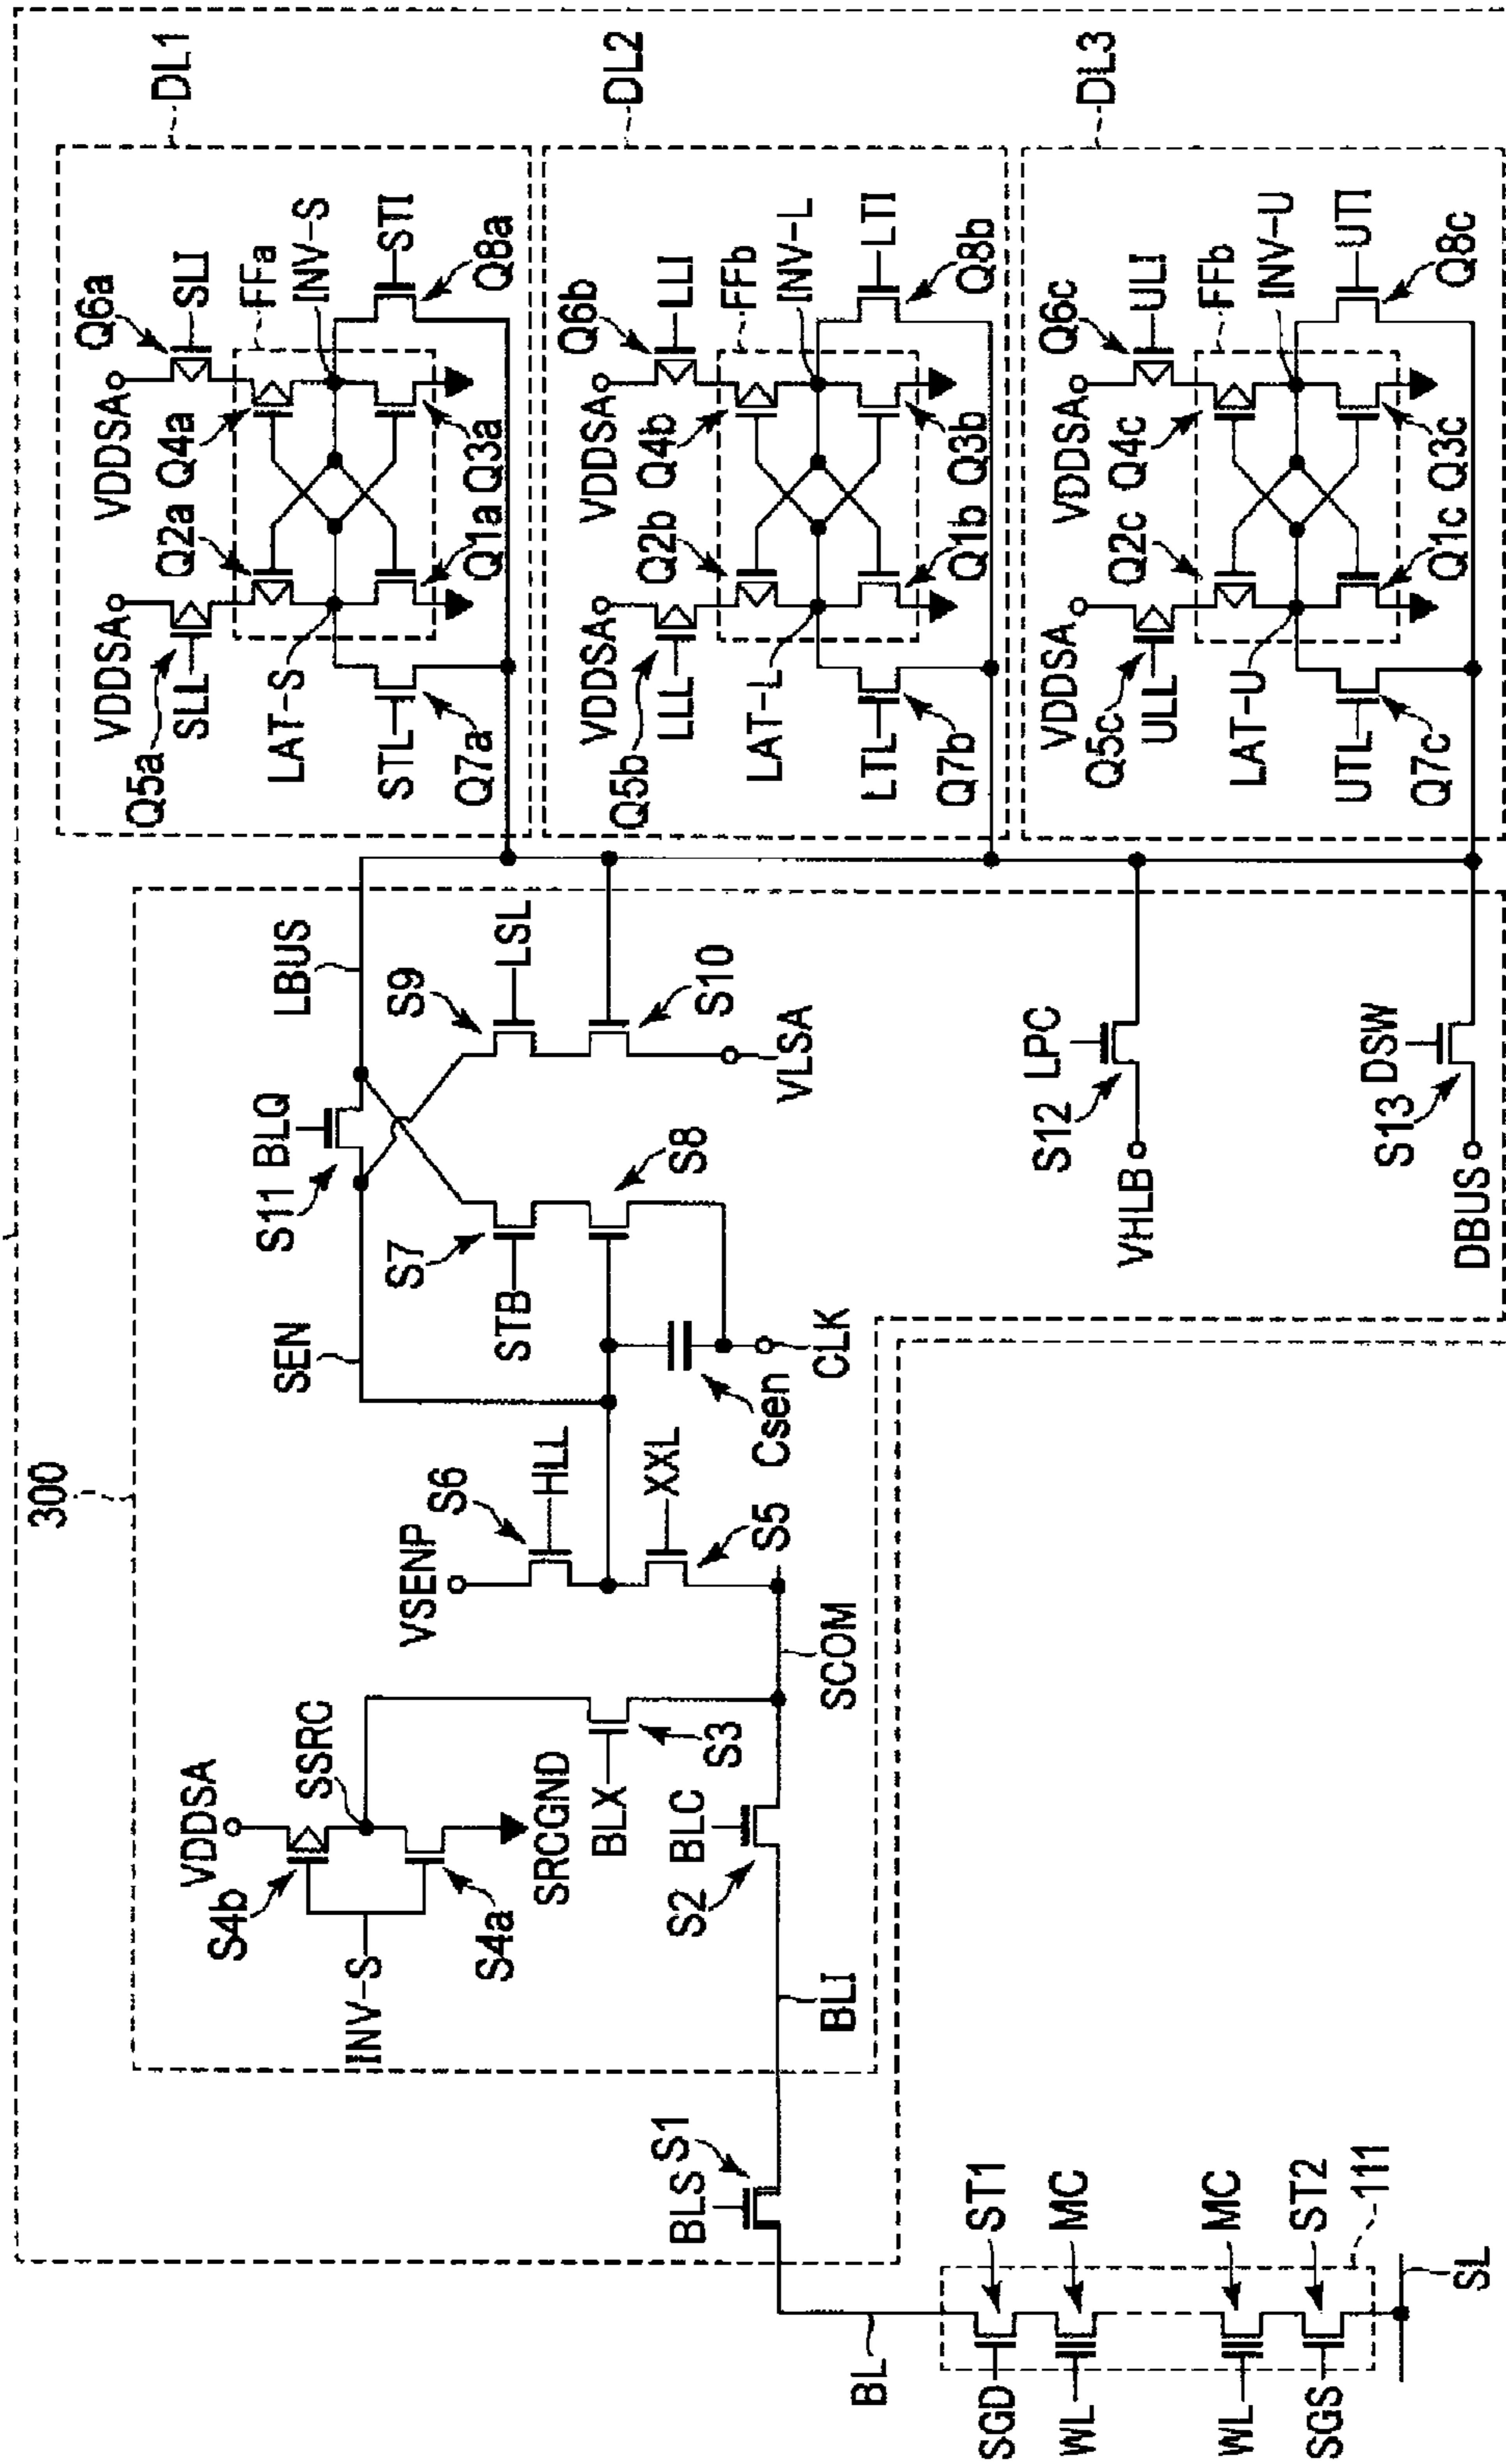 300
DL1
VDDSA
VDDSA
Q6a
SLI
Q5a
SLL
Q2a
Q4a
FFa
LAT-S
INV-S
STL
STI
Q7a
Q1a
Q3a
Q8a
DL2
VDDSA
VDDSA
Q6b
LLI
Q5b
LLL
Q2b
Q4b
FFb
LAT-L
INV-L
LTL
LTI
Q7b
Q1b
Q3b
Q8b
DL3
VDDSA
VDDSA
Q6c
ULI
Q5c
ULL
Q2c
Q4c
FFb
LAT-U
INV-U
UTL
UTI
Q7c
Q1c
Q3c
Q8c
VDDSA
SSRC
S4b
INV-S
S4a
SRCGND
BLX
S3
VSENP
S6
HLL
XXL
S5
SCOM
SEN
S11
BLQ
LBUS
S7
STB
S8
S9
LSL
S10
VLSA
Csen
CLK
BLC
S2
BLI
BLS
S1
VHLB
S12
LPC
DBUS
S13
DSW
BL
SGD
ST1
WL
MC
WL
MC
SGS
ST2
111
SL